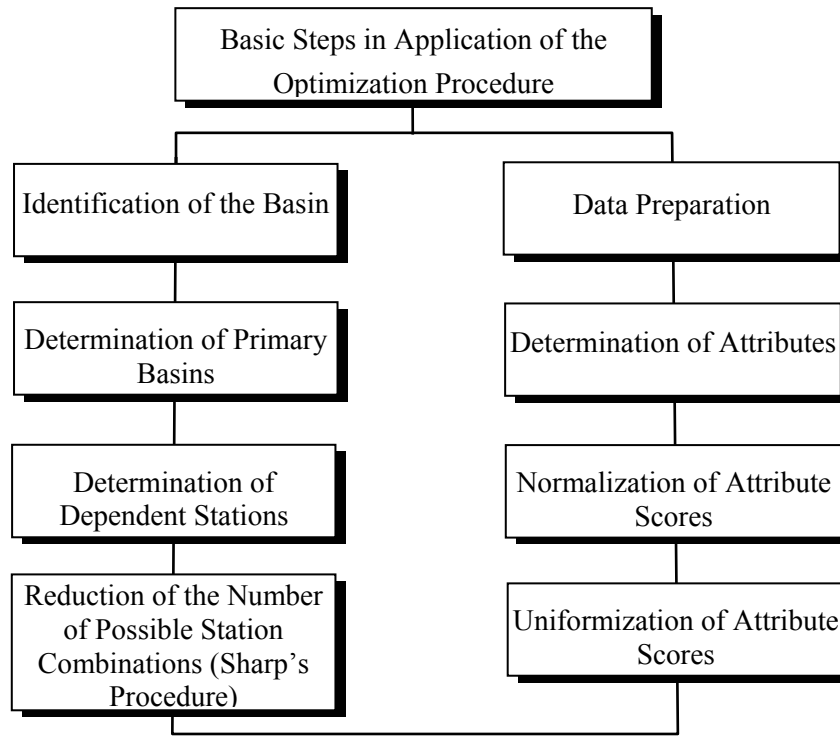 Basic Steps in Application of the
Optimization Procedure
Identification of the Basin
Data Preparation
Determination of Primary
Basins
Determination of Attributes
Determination of
Dependent Stations
Normalization of Attribute
Scores
Reduction of the Number
of Possible Station
Combinations (Sharp’s
Procedure)
Uniformization of Attribute
Scores